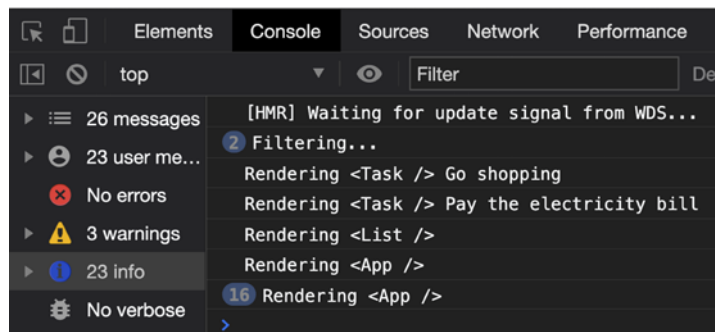 Elements Console Sources Network Performance
top Filter De
26 messages
23 user me...
No errors
3 warnings
23 info
No verbose
[HMR] Waiting for update signal from WDS...
2 Filtering...
Rendering <Task /> Go shopping
Rendering <Task /> Pay the electricity bill
Rendering <List />
Rendering <App />
16 Rendering <App />
>